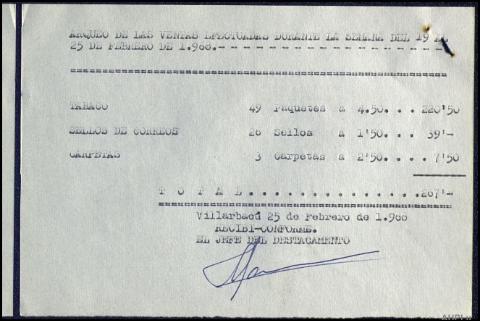 ARQUEO DE LAS VENTAS EFECTUADAS DURANTE LA SEMANA DEL 19 AL
25 DE FEBRERO DE 1.968.- - - - - - - - - - - - - - - - - -
TABACO 49 Paquetes a 4.50. . . 220'50
SELLOS DE CORREOS 26 Sellos a 1'50. . . 39'-
CARPETAS 3 Carpetas a 2'50. . . 7'50
T O T A L . . . . . . . . . . . . . . . 267'-
Villarbacú 25 de Febrero de 1.968
RECIBI-CONFORME.
EL JEFE DEL DESTACAMENTO